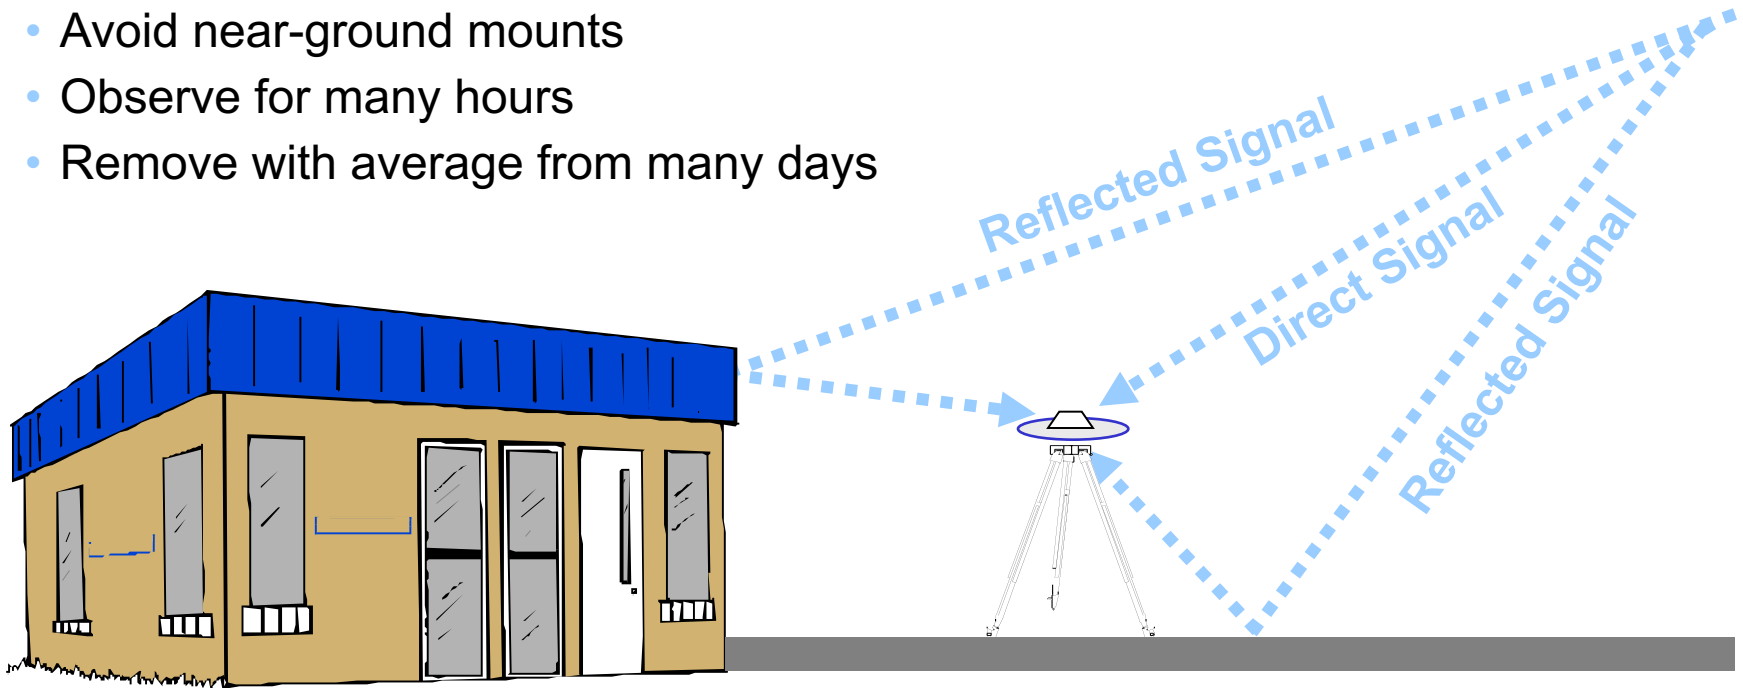 • Avoid near-ground mounts
• Observe for many hours
• Remove with average from many days
Reflected Signal
Direct Signal
Reflected Signal